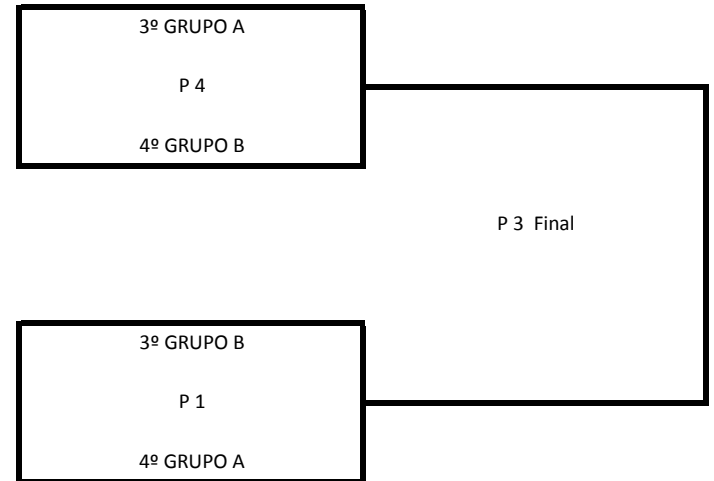 3º GRUPO A
P 4
4º GRUPO B
P 3 Final
3º GRUPO B
P 1
4º GRUPO A